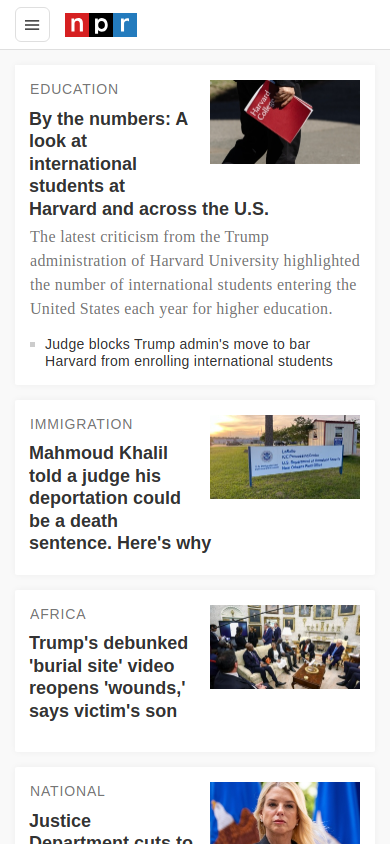 npr
EDUCATION
By the numbers: A
look at
international
students at
Harvard and across the U.S.
Harvard
The latest criticism from the Trump
administration of Harvard University highlighted
the number of international students entering the
United States each year for higher education.
Judge blocks Trump admin's move to bar
Harvard from enrolling international students
IMMIGRATION
Mahmoud Khalil
told a judge his
deportation could
be a death
sentence. Here's why
AFRICA
Trump's debunked
'burial site' video
reopens 'wounds,'
says victim's son
NATIONAL
Justice
Department cuts to